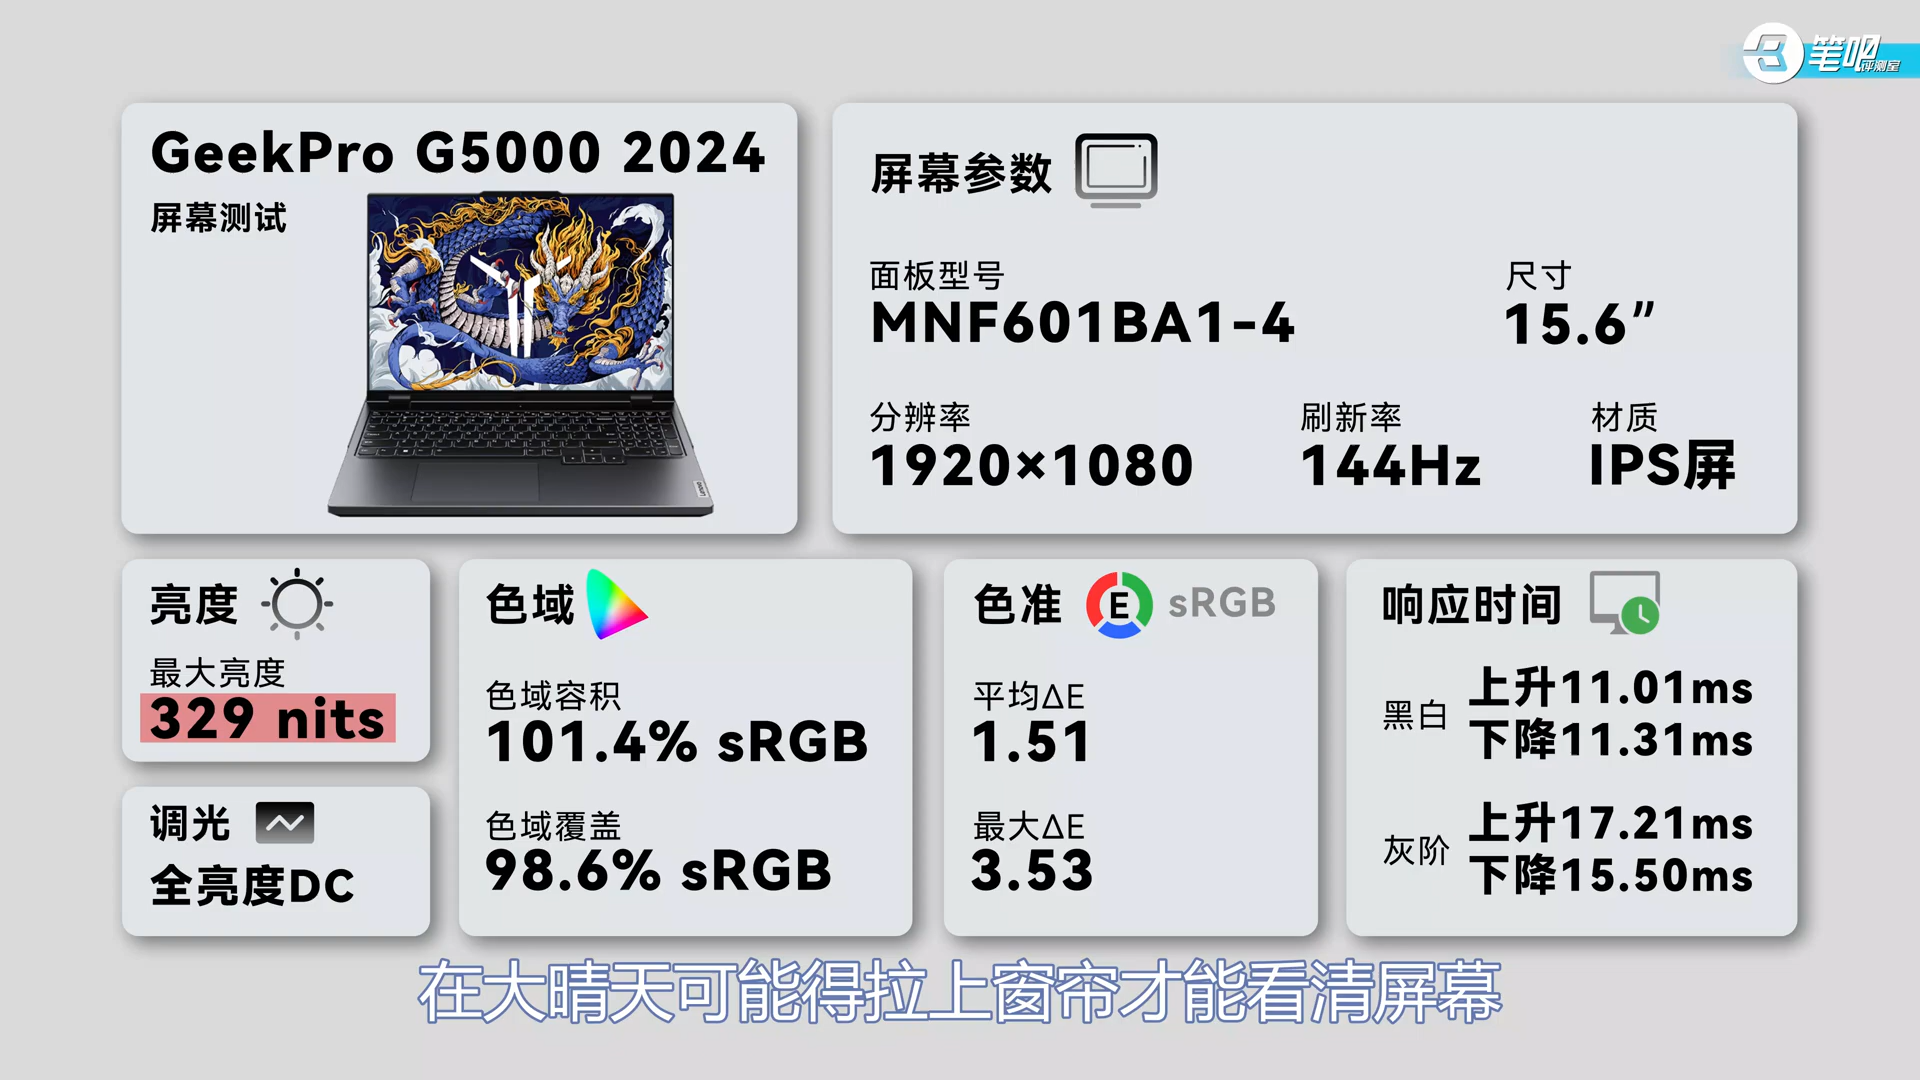 笔吧评测室
GeekPro G5000 2024
屏幕测试
屏幕参数
面板型号
MNF601BA1-4
尺寸
15.6″
分辨率
1920×1080
刷新率
144Hz
材质
IPS屏
亮度
最大亮度
329 nits
调光
全亮度DC
色域
色域容积
101.4% sRGB
色域覆盖
98.6% sRGB
色准 E sRGB
平均ΔE
1.51
最大ΔE
3.53
响应时间
黑白
上升11.01ms
下降11.31ms
灰阶
上升17.21ms
下降15.50ms
在大晴天可能得拉上窗帘才能看清屏幕